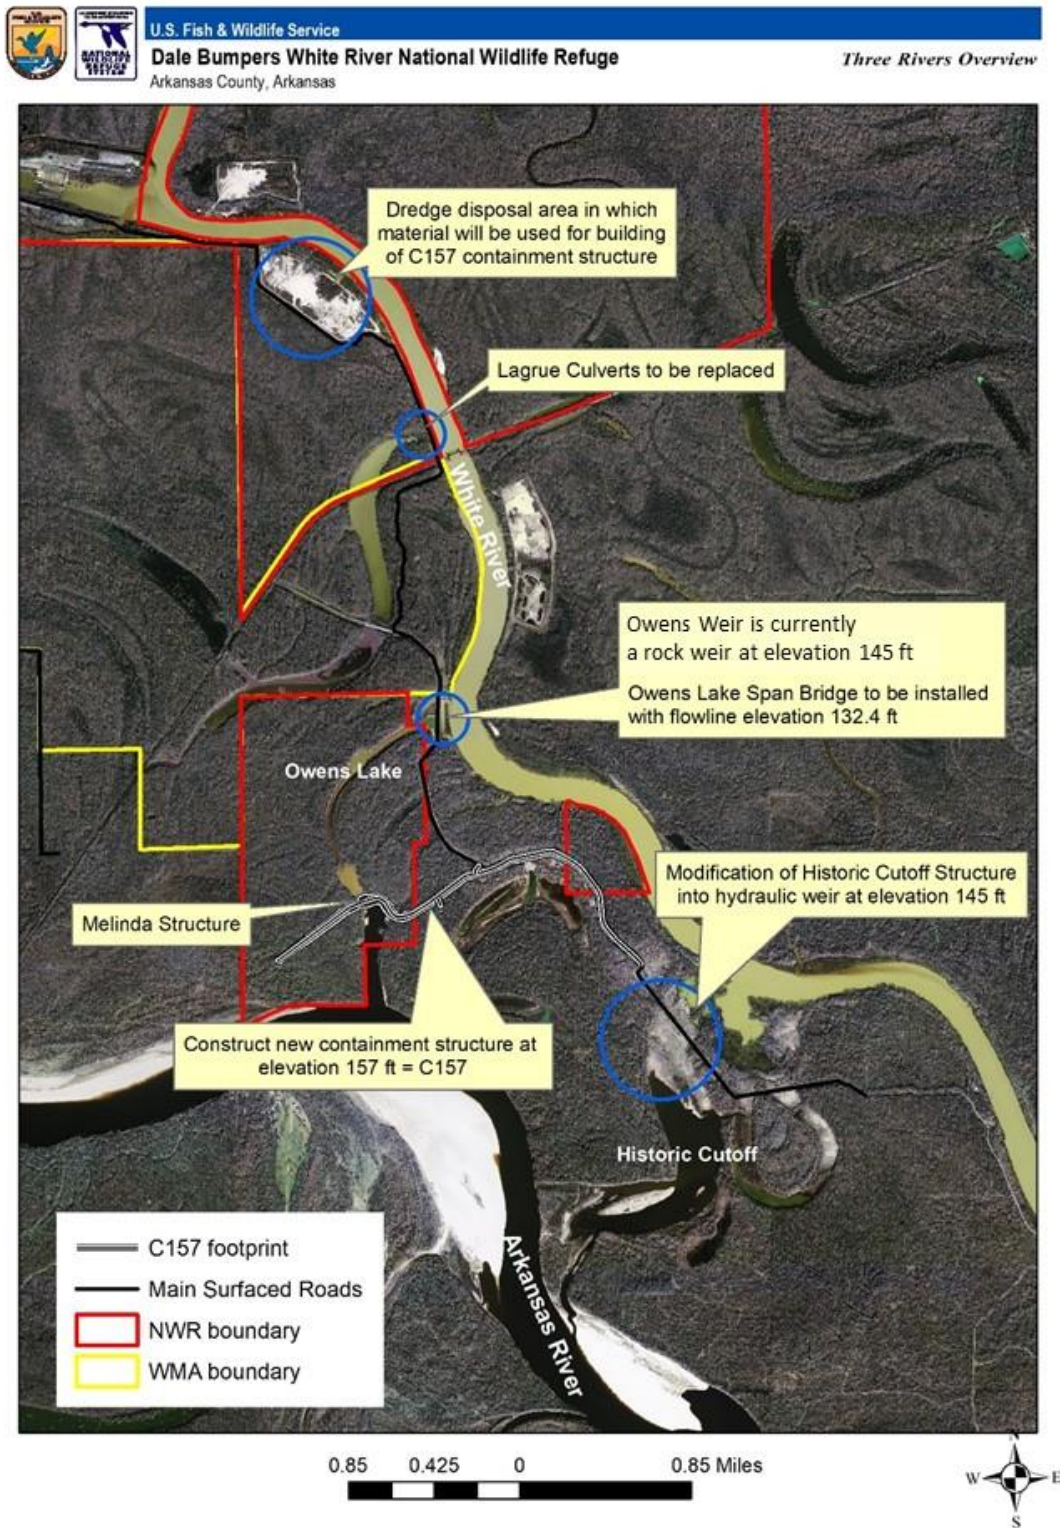 U.S. Fish & Wildlife Service
Dale Bumpers White River National Wildlife Refuge
Three Rivers Overview
Arkansas County, Arkansas
NATIONAL
WILDLIFE
REFUGE
SYSTEM
Dredge disposal area in which
material will be used for building
of C157 containment structure
Lagrue Culverts to be replaced
White River
Owens Weir is currently
a rock weir at elevation 145 ft
Owens Lake Span Bridge to be installed
with flowline elevation 132.4 ft
Owens Lake
Modification of Historic Cutoff Structure
into hydraulic weir at elevation 145 ft
Melinda Structure
Construct new containment structure at
elevation 157 ft = C157
Historic Cutoff
Arkansas River
C157 footprint
Main Surfaced Roads
NWR boundary
WMA boundary
0.85 0.425 0 0.85 Miles
N
W E
S